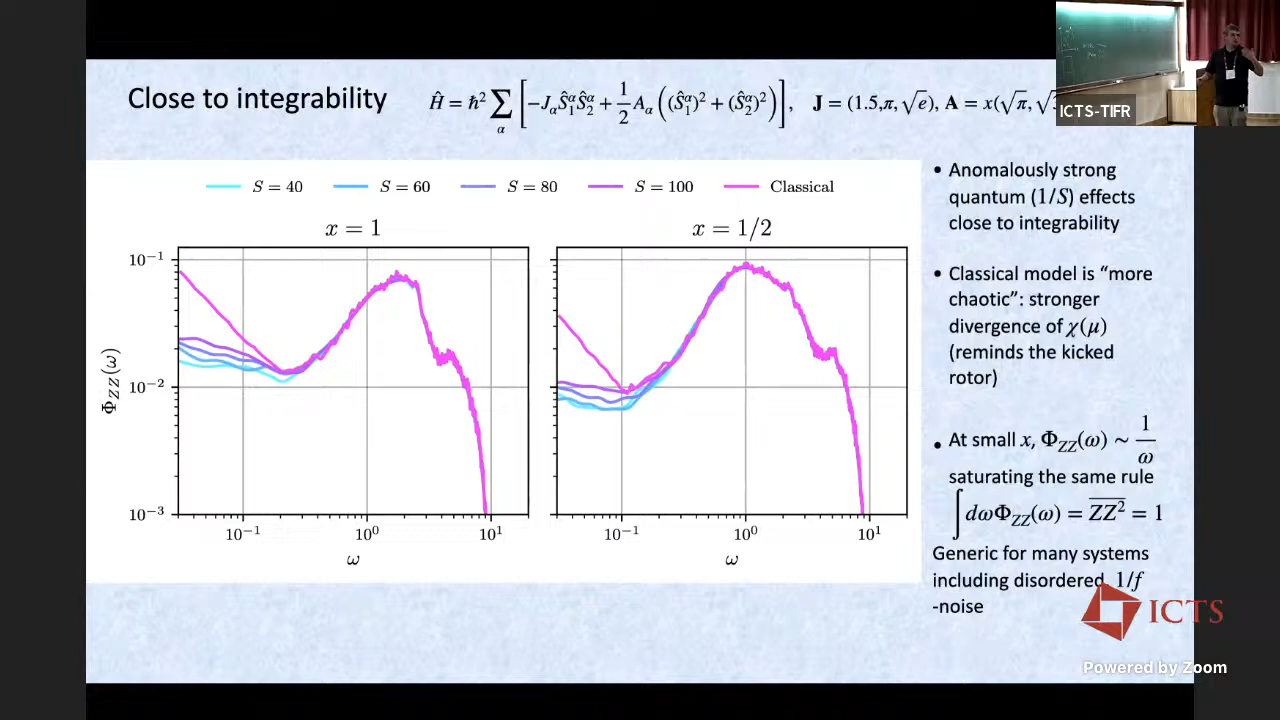 Close to integrability
Ĥ = ℏ² ∑_α [−J_α Ŝ₁^α Ŝ₂^α + 1/2 A_α ((Ŝ₁^α)² + (Ŝ₂^α)²)], J = (1.5,π,√e), A = x(√π,
ICTS-TIFR
S = 40 S = 60 S = 80 S = 100 Classical
x = 1
x = 1/2
10⁻¹
10⁻²
10⁻³
Φ_ZZ(ω)
10⁻¹ 10⁰ 10¹
ω
10⁻¹ 10⁰ 10¹
ω
• Anomalously strong
quantum (1/S) effects
close to integrability
• Classical model is “more
chaotic”: stronger
divergence of χ(μ)
(reminds the kicked
rotor)
• At small x, Φ_ZZ(ω) ~ 1/ω
saturating the same rule
∫dωΦ_ZZ(ω) = \overline{ZZ²} = 1
Generic for many systems
including disordered, 1/f
-noise
ICTS
Powered by Zoom